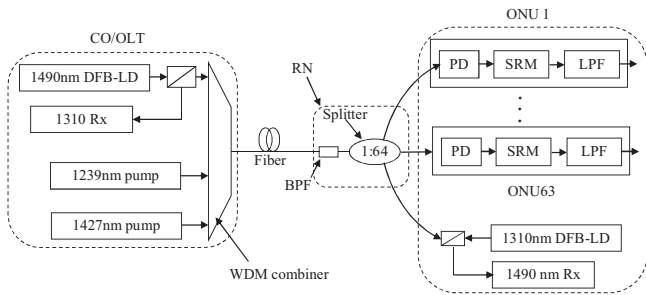 CO/OLT
1490nm DFB-LD
1310 Rx
1239nm pump
1427nm pump
WDM combiner
Fiber
RN
Splitter
1:64
BPF
ONU 1
PD
SRM
LPF
PD
SRM
LPF
ONU63
1310nm DFB-LD
1490 nm Rx